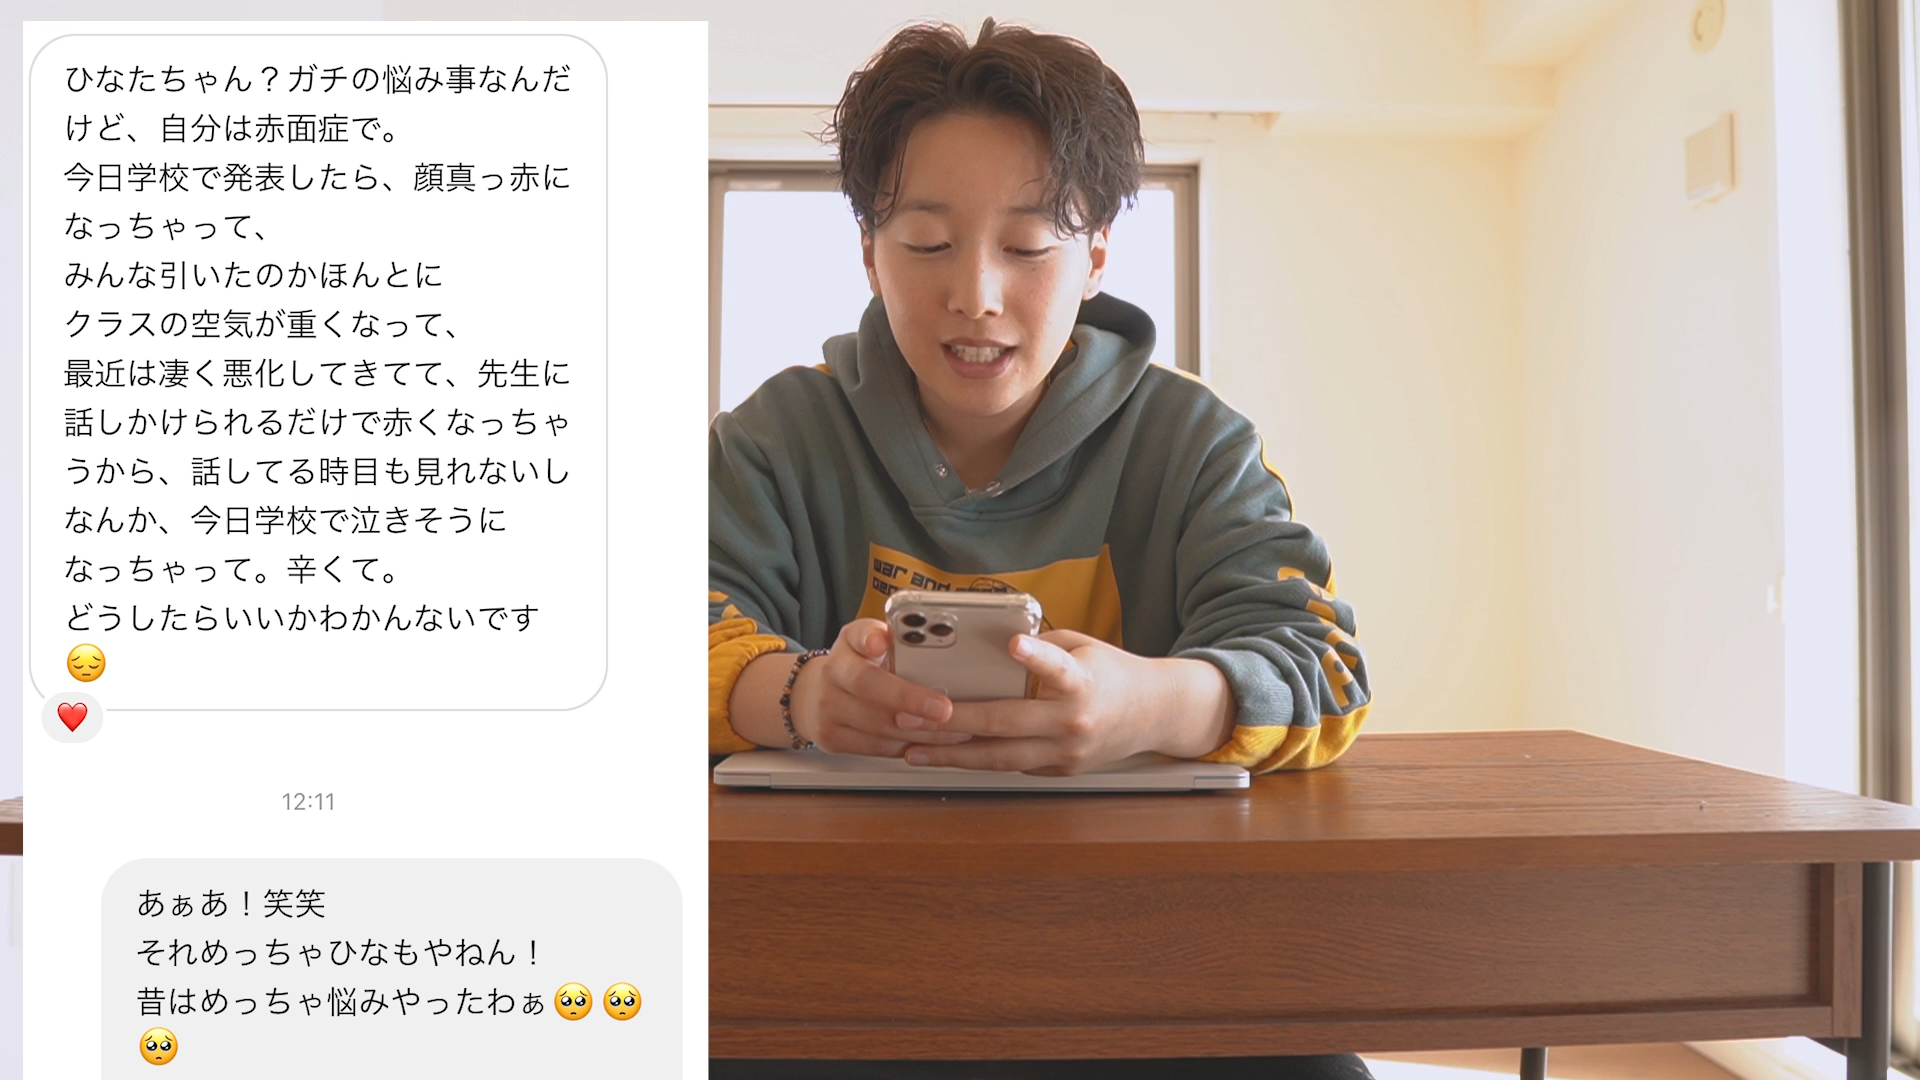 ひなたちゃん？ガチの悩み事なんだ
けど、自分は赤面症で。
今日学校で発表したら、顔真っ赤に
なっちゃって、
みんな引いたのかほんとに
クラスの空気が重くなって、
最近は凄く悪化してきてて、先生に
話しかけられるだけで赤くなっちゃ
うから、話してる時目も見れないし
なんか、今日学校で泣きそうに
なっちゃって。辛くて。
どうしたらいいかわかんないです
😔
❤️
12:11
あぁあ！笑笑
それめっちゃひなもやねん！
昔はめっちゃ悩みやったわぁ🥺🥺
🥺
war and